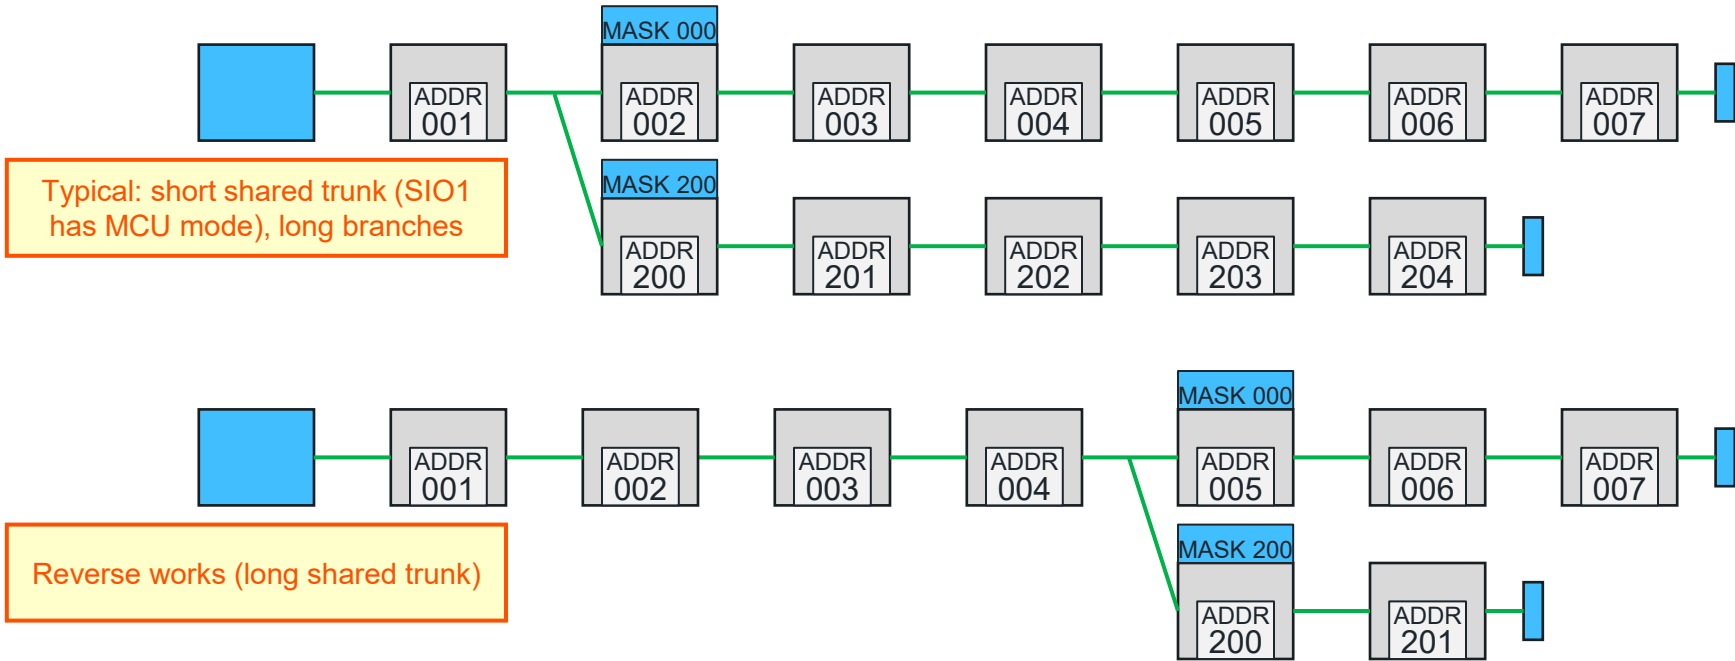 MASK 000
ADDR
001
ADDR
002
ADDR
003
ADDR
004
ADDR
005
ADDR
006
ADDR
007
Typical: short shared trunk (SIO1
has MCU mode), long branches
MASK 200
ADDR
200
ADDR
201
ADDR
202
ADDR
203
ADDR
204
MASK 000
ADDR
001
ADDR
002
ADDR
003
ADDR
004
ADDR
005
ADDR
006
ADDR
007
Reverse works (long shared trunk)
MASK 200
ADDR
200
ADDR
201